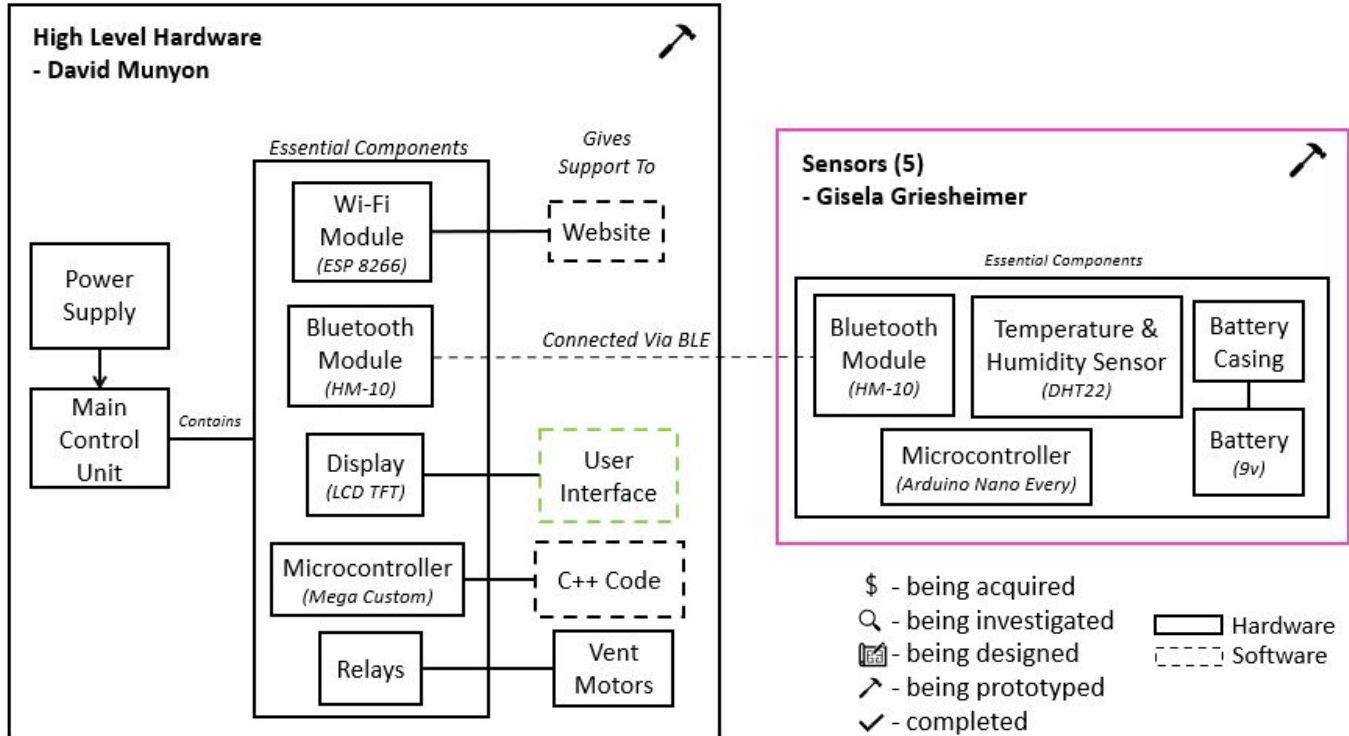 High Level Hardware
- David Munyon
Essential Components
Gives
Support To
Wi-Fi
Module
(ESP 8266)
Website
Power
Supply
Bluetooth
Module
(HM-10)
Connected Via BLE
Main
Control
Unit
Contains
Display
(LCD TFT)
User
Interface
Microcontroller
(Mega Custom)
C++ Code
Relays
Vent
Motors
Sensors (5)
- Gisela Griesheimer
Essential Components
Bluetooth
Module
(HM-10)
Temperature &
Humidity Sensor
(DHT22)
Battery
Casing
Microcontroller
(Arduino Nano Every)
Battery
(9v)
$ - being acquired
- being investigated
- being designed
- being prototyped
✓ - completed
Hardware
Software